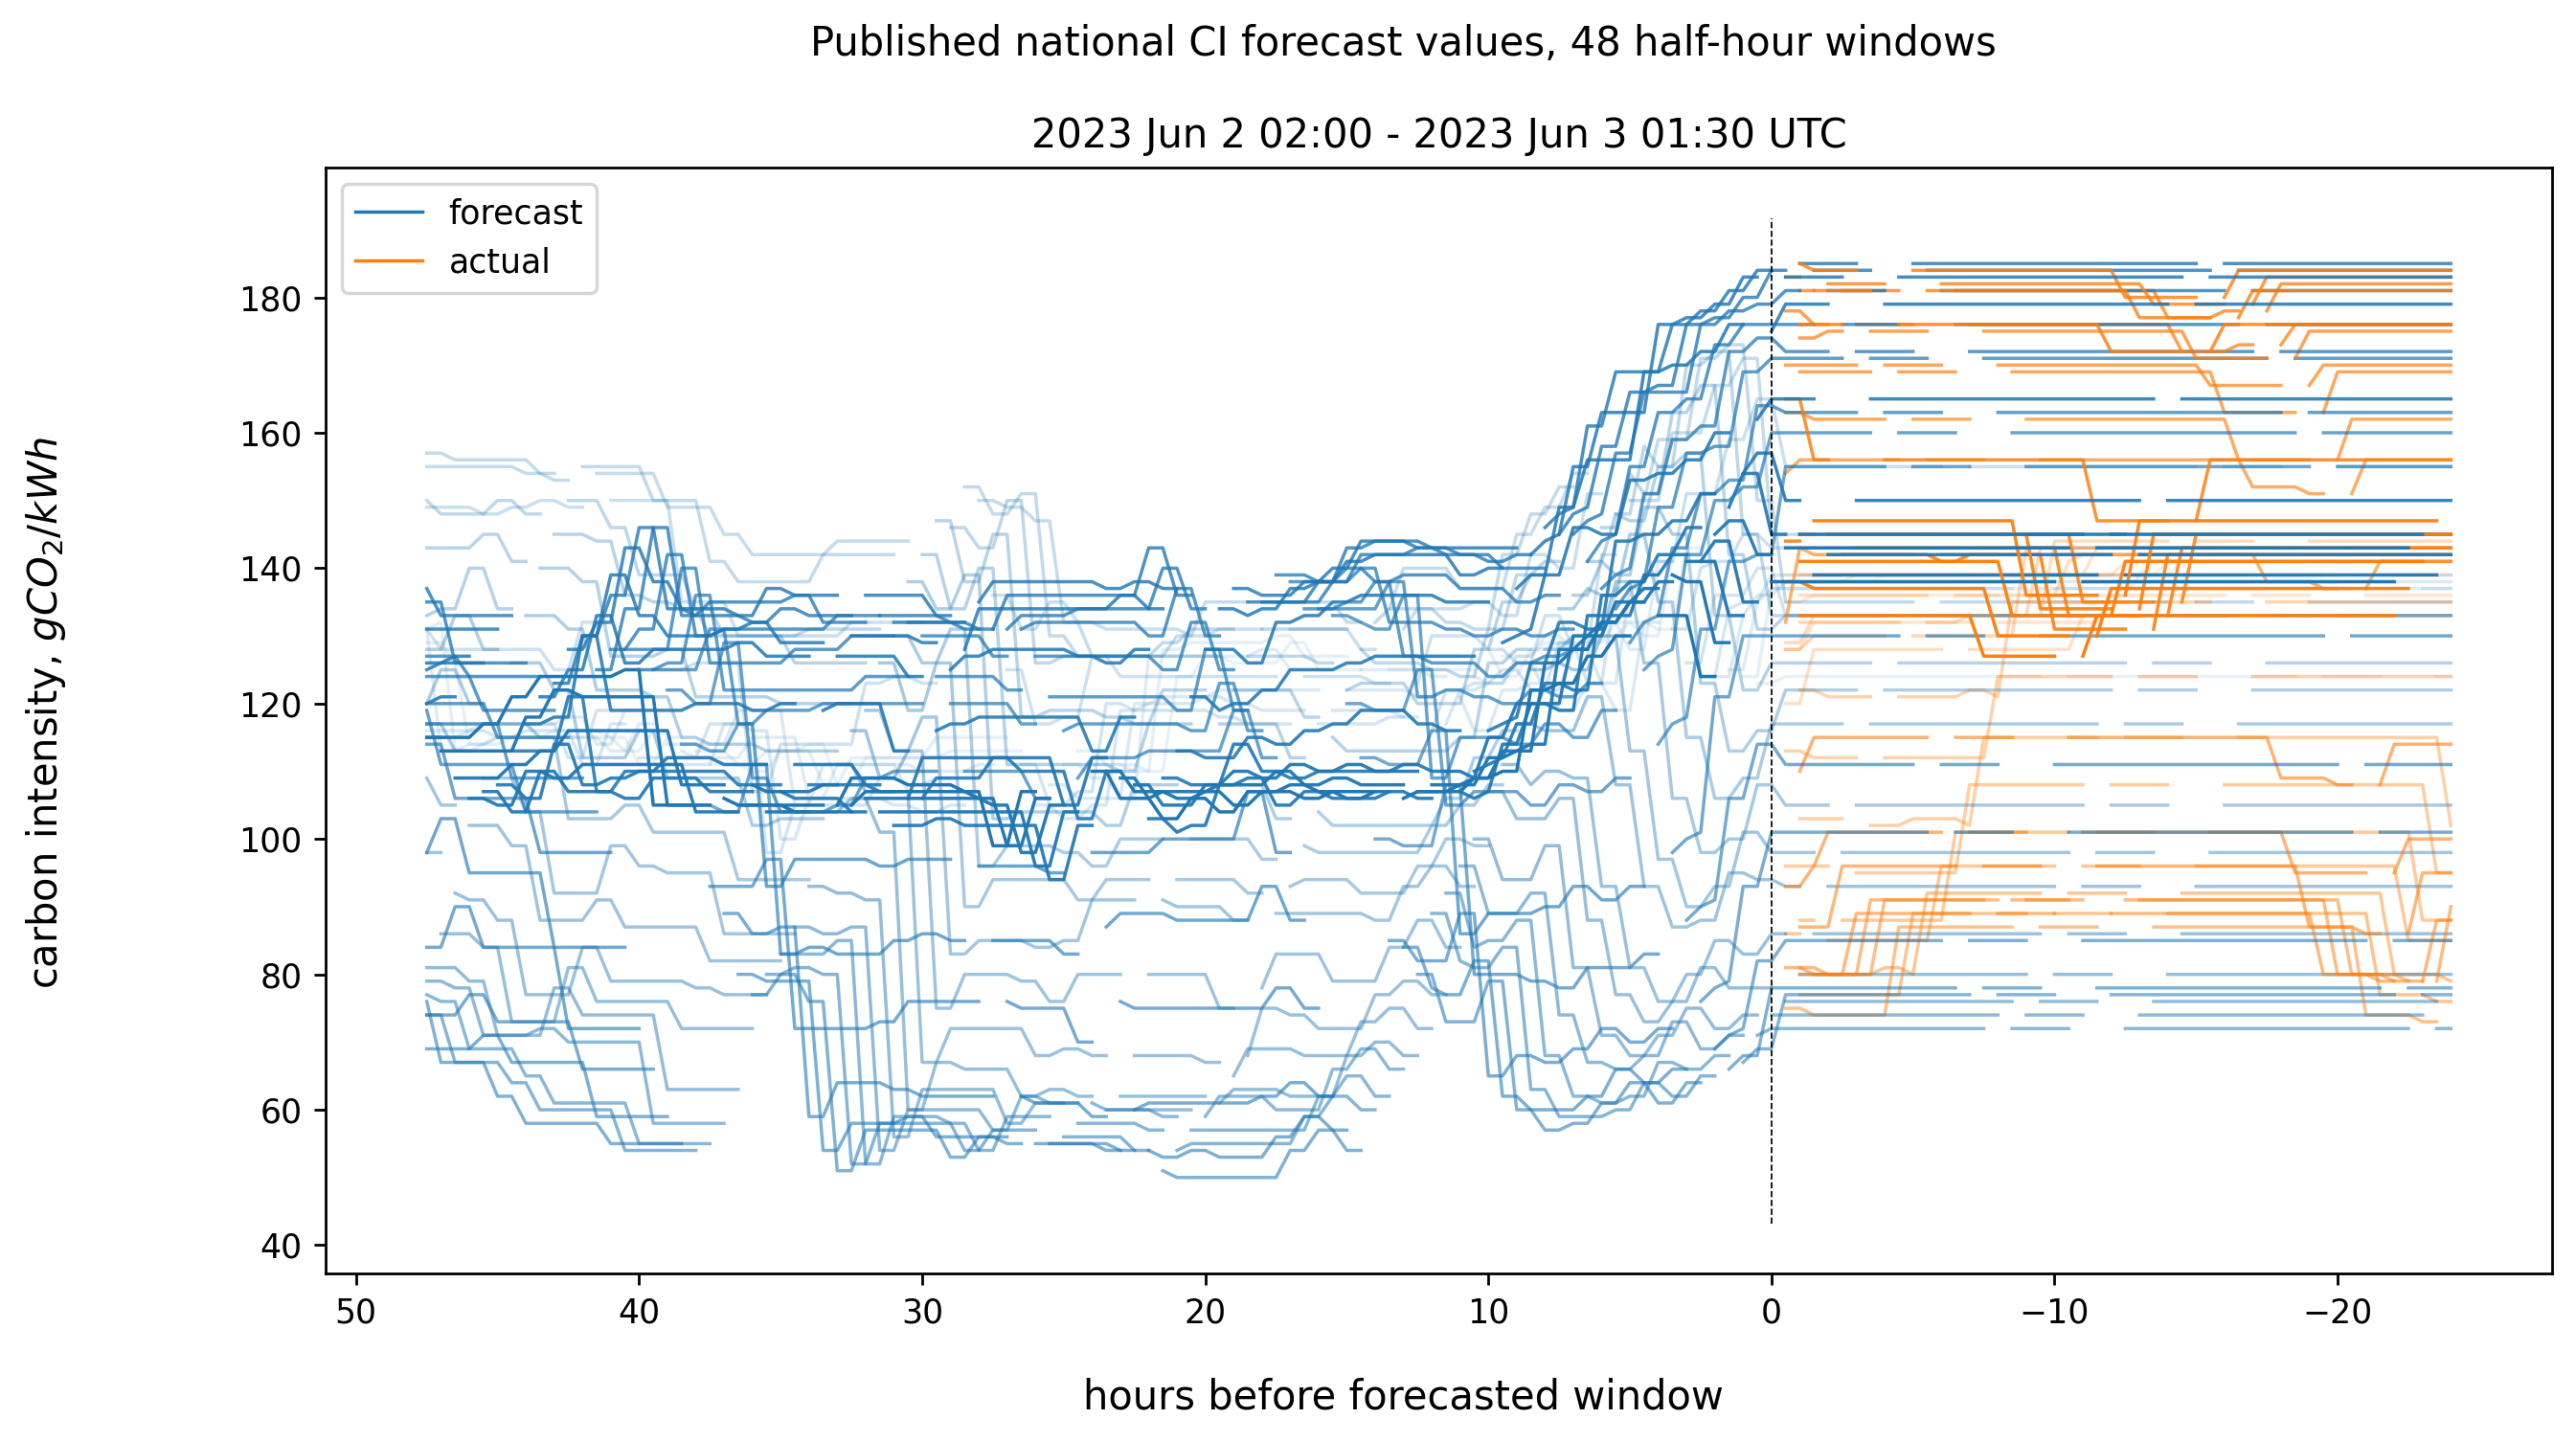 Published national CI forecast values, 48 half-hour windows
2023 Jun 2 02:00 - 2023 Jun 3 01:30 UTC
forecast
actual
carbon intensity, gCO₂/kWh
180
160
140
120
100
80
60
40
50 40 30 20 10 0 −10 −20
hours before forecasted window